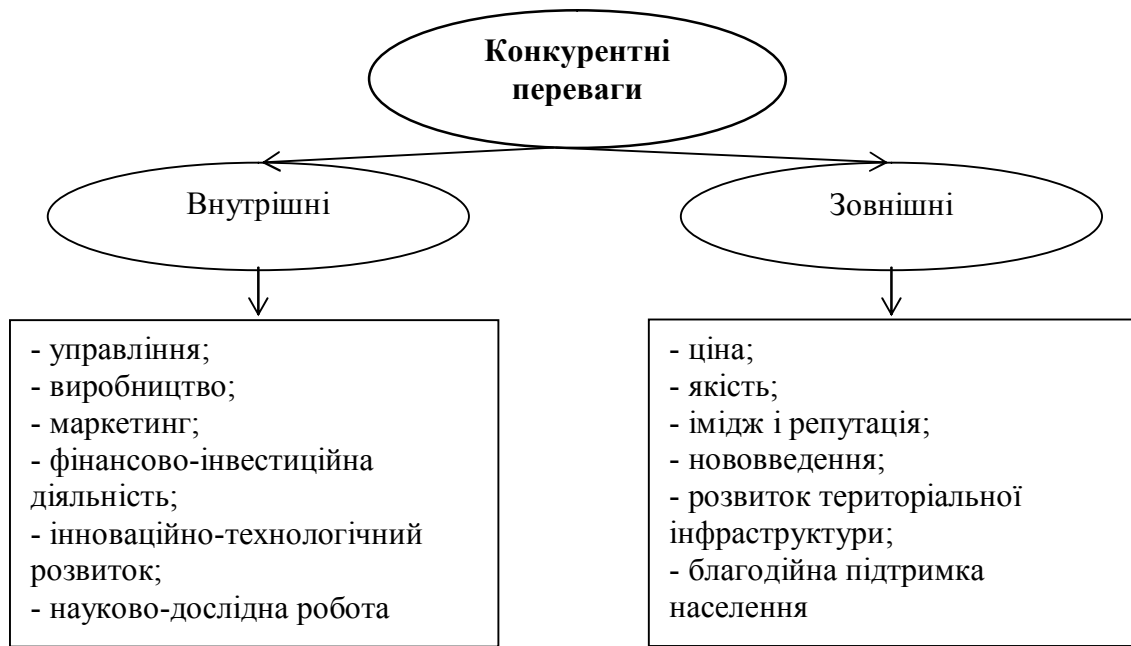 Конкурентні
переваги
Внутрішні
Зовнішні
- управління;
- виробництво;
- маркетинг;
- фінансово-інвестиційна
діяльність;
- інноваційно-технологічний
розвиток;
- науково-дослідна робота
- ціна;
- якість;
- імідж і репутація;
- нововведення;
- розвиток територіальної
інфраструктури;
- благодійна підтримка
населення